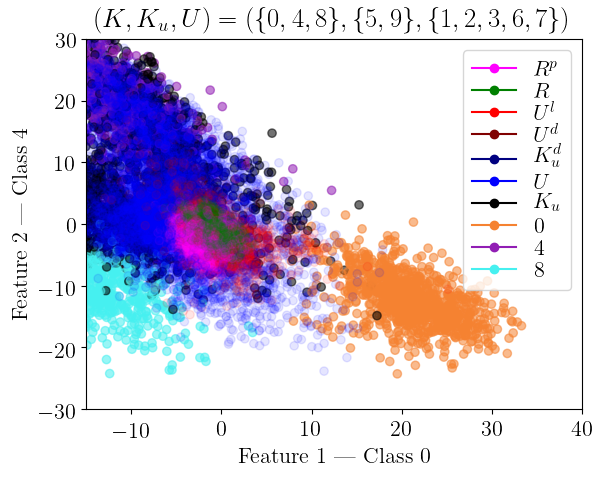 (K, K_u, U) = ({0, 4, 8}, {5, 9}, {1, 2, 3, 6, 7})
30
20
10
0
−10
−20
−30
Feature 2 — Class 4
R^p
R
U^l
U^d
K_u^d
U
K_u
0
4
8
−10
0
10
20
30
40
Feature 1 — Class 0